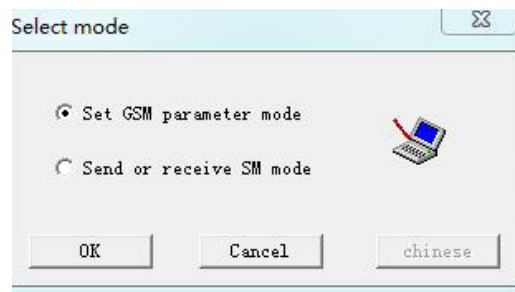 Select mode
Set GSM parameter mode
Send or receive SM mode
OK Cancel chinese